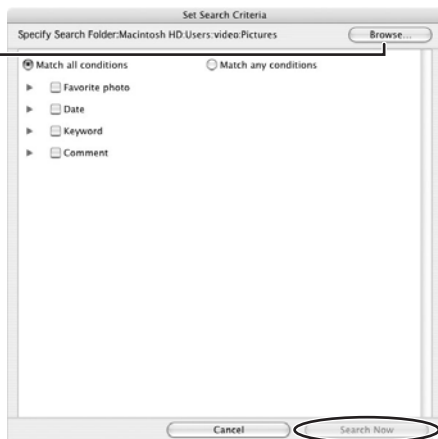 Set Search Criteria
Specify Search Folder:Macintosh HD:Users:video:Pictures Browse...
Match all conditions Match any conditions
Favorite photo
Date
Keyword
Comment
Cancel Search Now